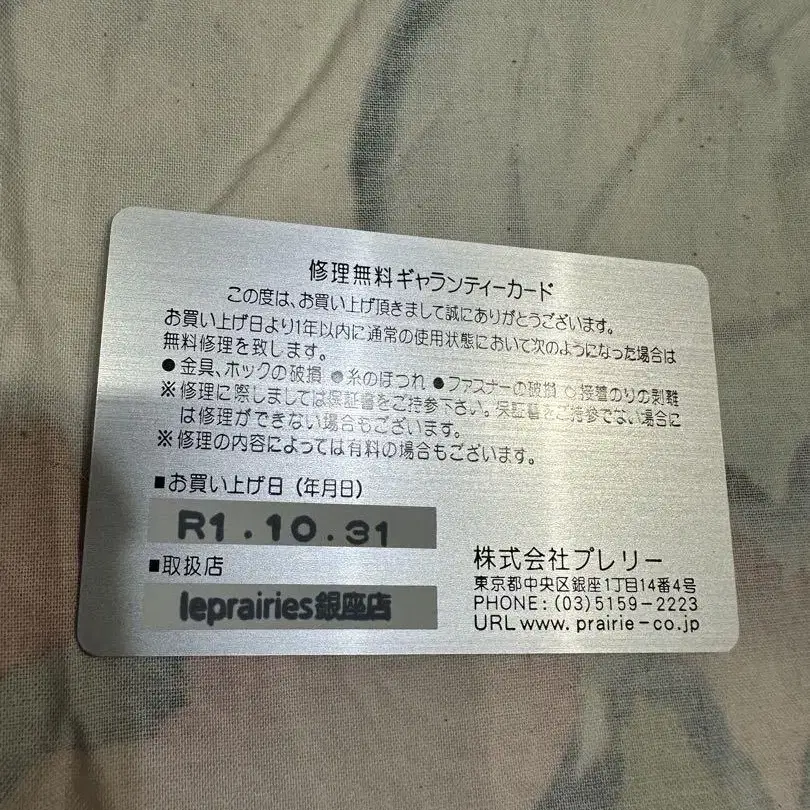 修理無料ギャランティーカード
この度は、お買い上げ頂きまして誠にありがとうございます。
お買い上げ日より1年以内に通常の使用状態において次のようになった場合は
無料修理を致します。
●金具、ホックの破損 ●糸のほつれ ●ファスナーの破損 ○接着のりの剥離
※修理に際しましては保証書をご持参下さい。保証書をご持参でない場合に
は修理ができない場合もございます。
※修理の内容によっては有料の場合もございます。
■お買い上げ日 (年月日)
R1.10.31
■取扱店
leprairies銀座店
株式会社プレリー
東京都中央区銀座1丁目14番4号
PHONE:(03)5159-2223
URL www.prairie-co.jp